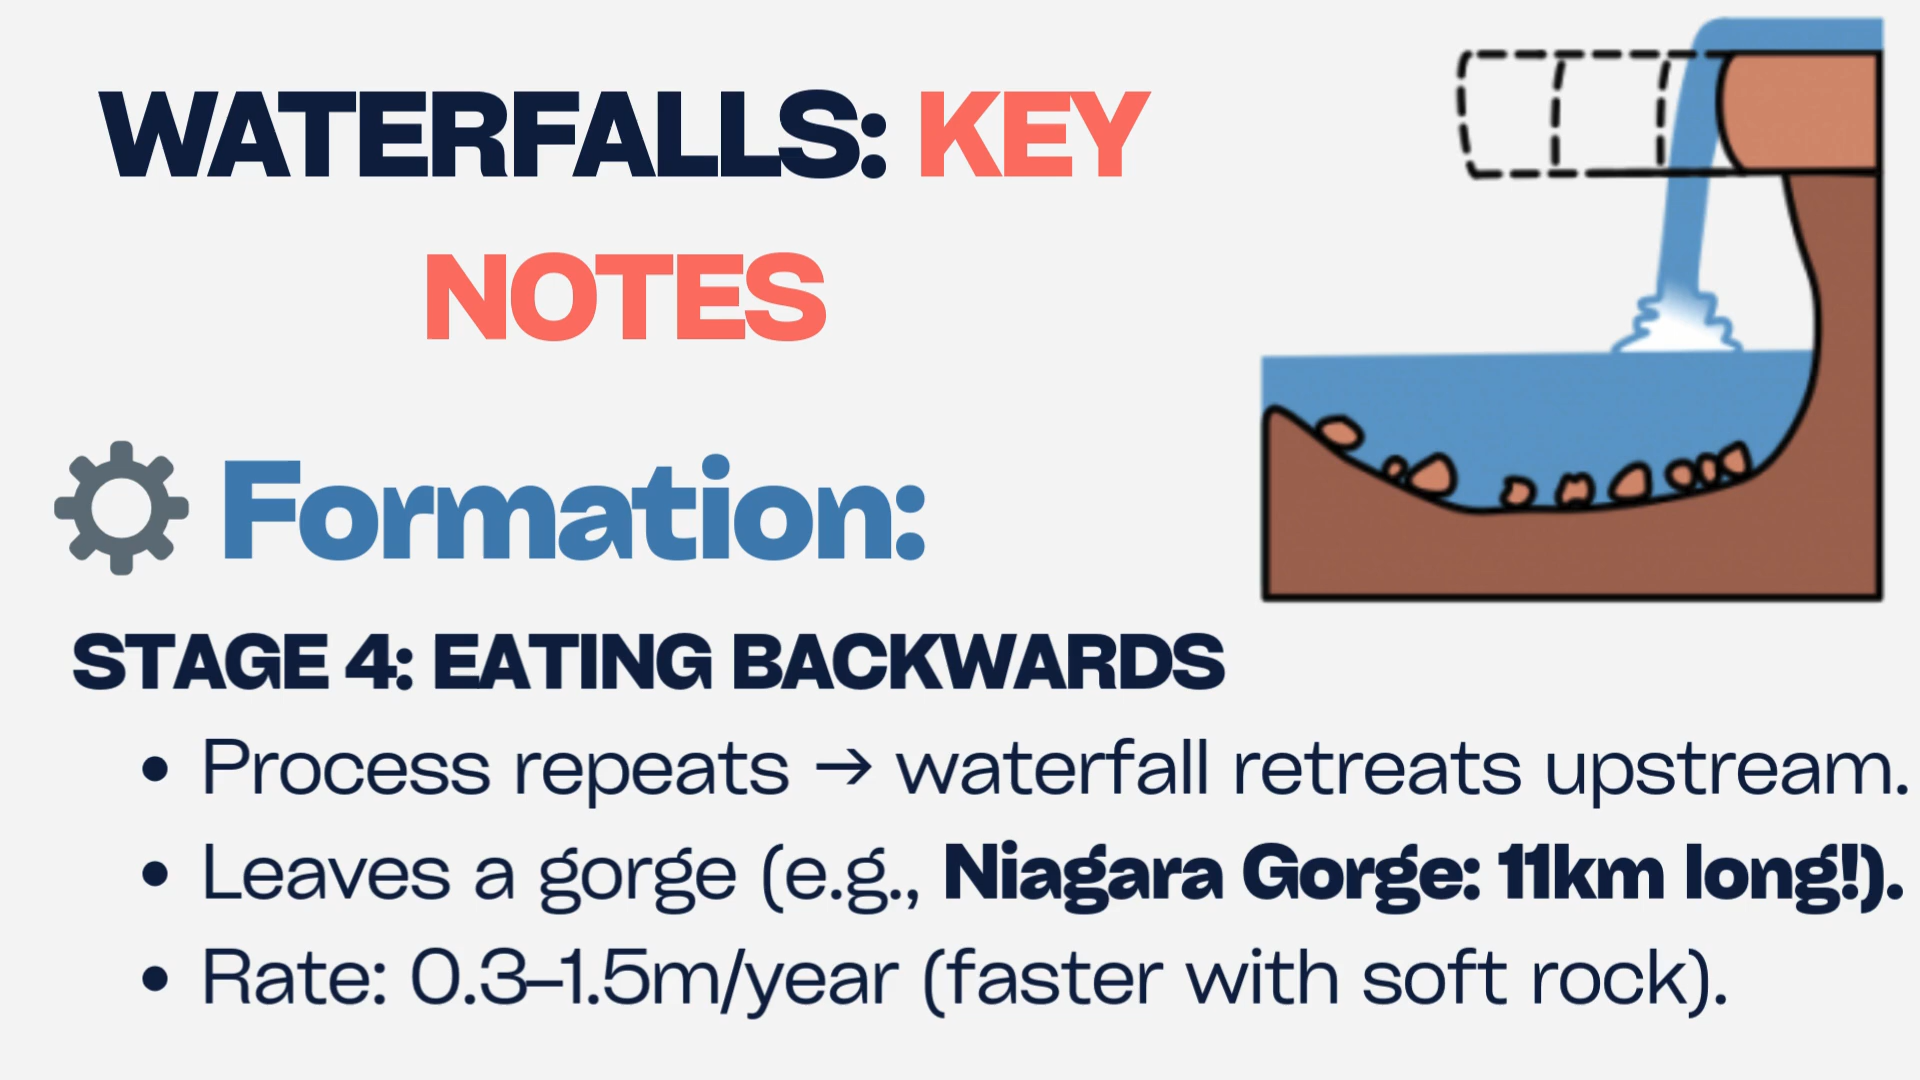 WATERFALLS: KEY
NOTES
Formation:
STAGE 4: EATING BACKWARDS
• Process repeats → waterfall retreats upstream.
• Leaves a gorge (e.g., Niagara Gorge: 11km long!).
• Rate: 0.3–1.5m/year (faster with soft rock).